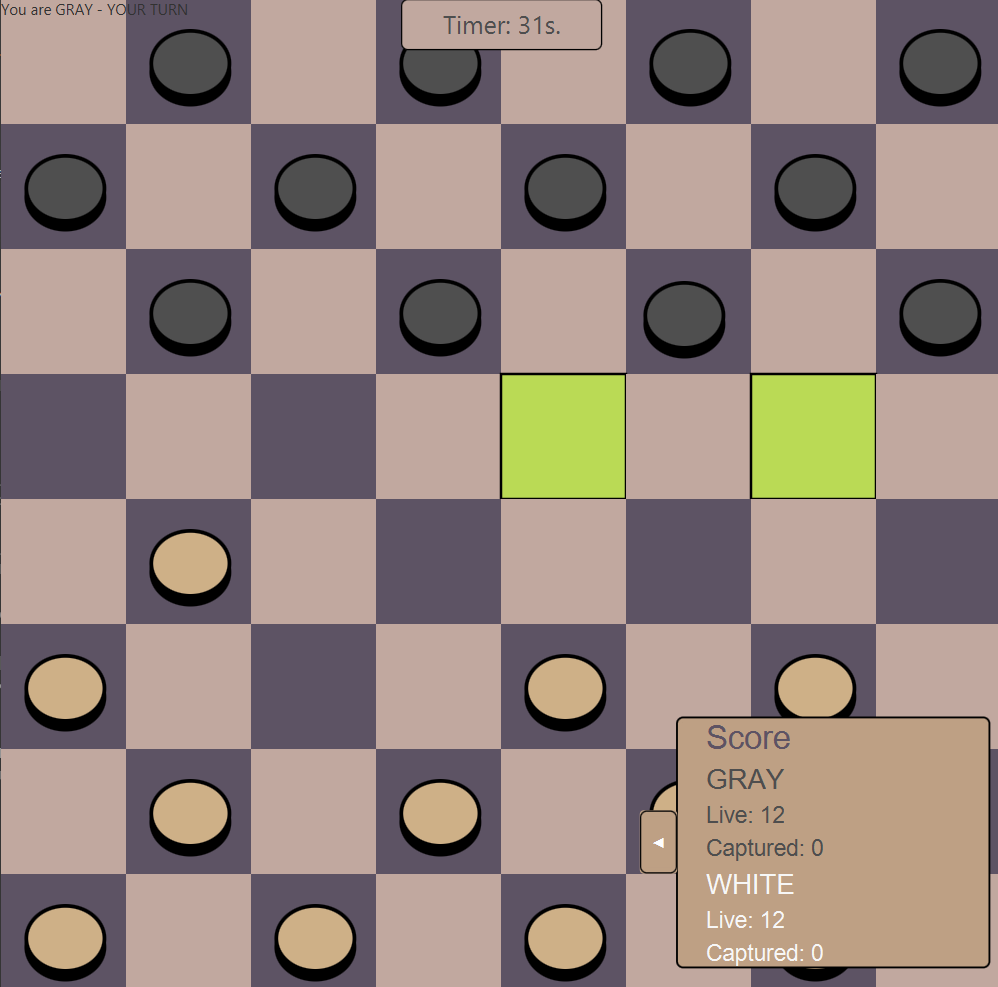 You are GRAY - YOUR TURN
Timer: 31s.
Score
GRAY
Live: 12
Captured: 0
WHITE
Live: 12
Captured: 0